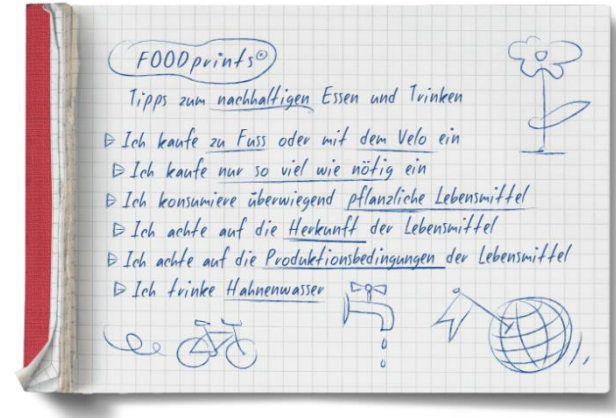 FOODprints®
Tipps zum nachhaltigen Essen und Trinken
▷ Ich kaufe zu Fuss oder mit dem Velo ein
▷ Ich kaufe nur so viel wie nötig ein
▷ Ich konsumiere überwiegend pflanzliche Lebensmittel
▷ Ich achte auf die Herkunft der Lebensmittel
▷ Ich achte auf die Produktionsbedingungen der Lebensmittel
▷ Ich trinke Hahnenwasser